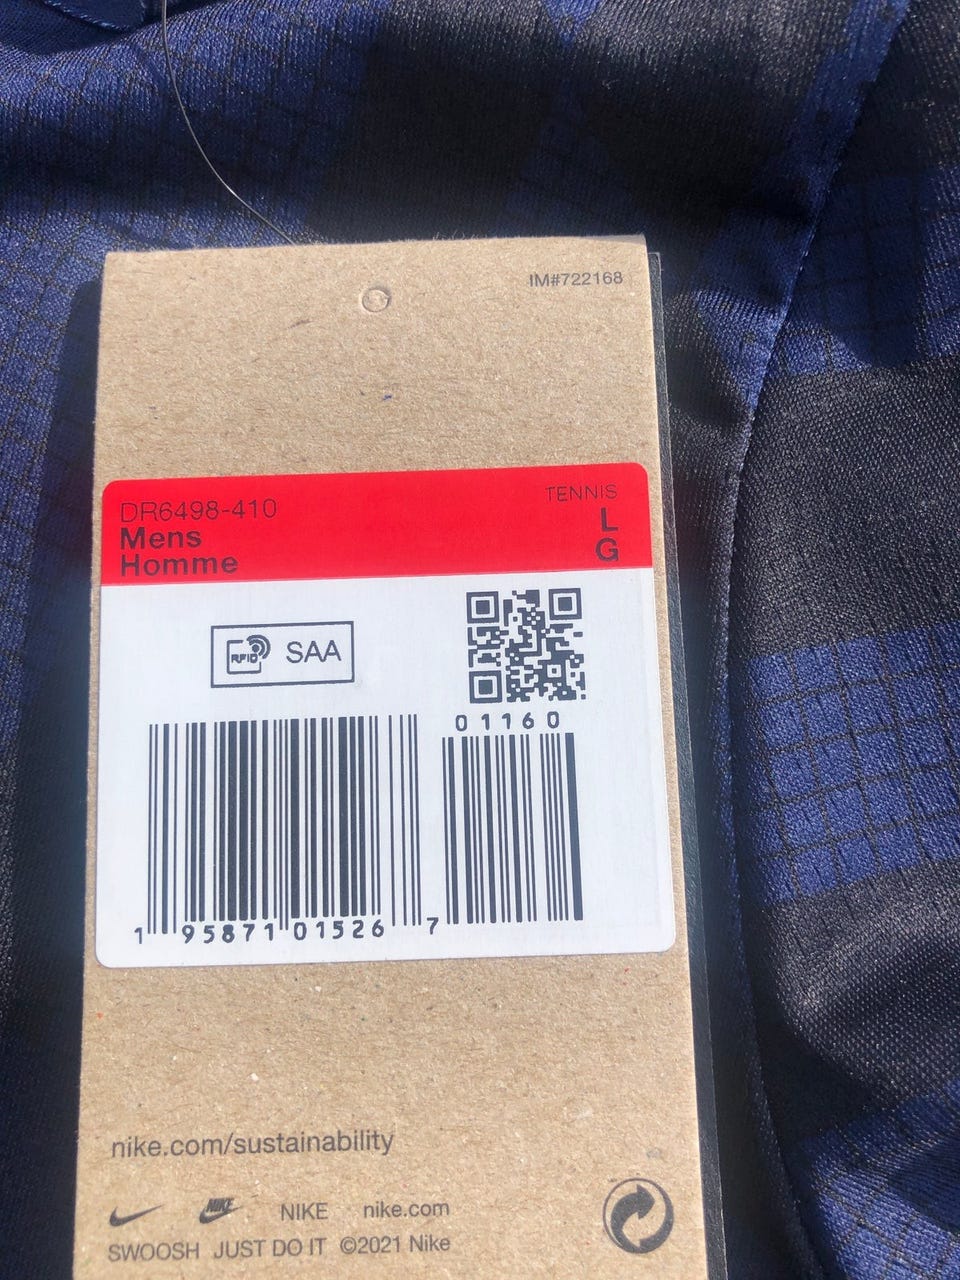 IM#722168
DR6498-410
TENNIS
Mens
L
Homme
G
RFID SAA
01160
1 95871 01526 7
nike.com/sustainability
NIKE NIKE nike.com
SWOOSH JUST DO IT ©2021 Nike